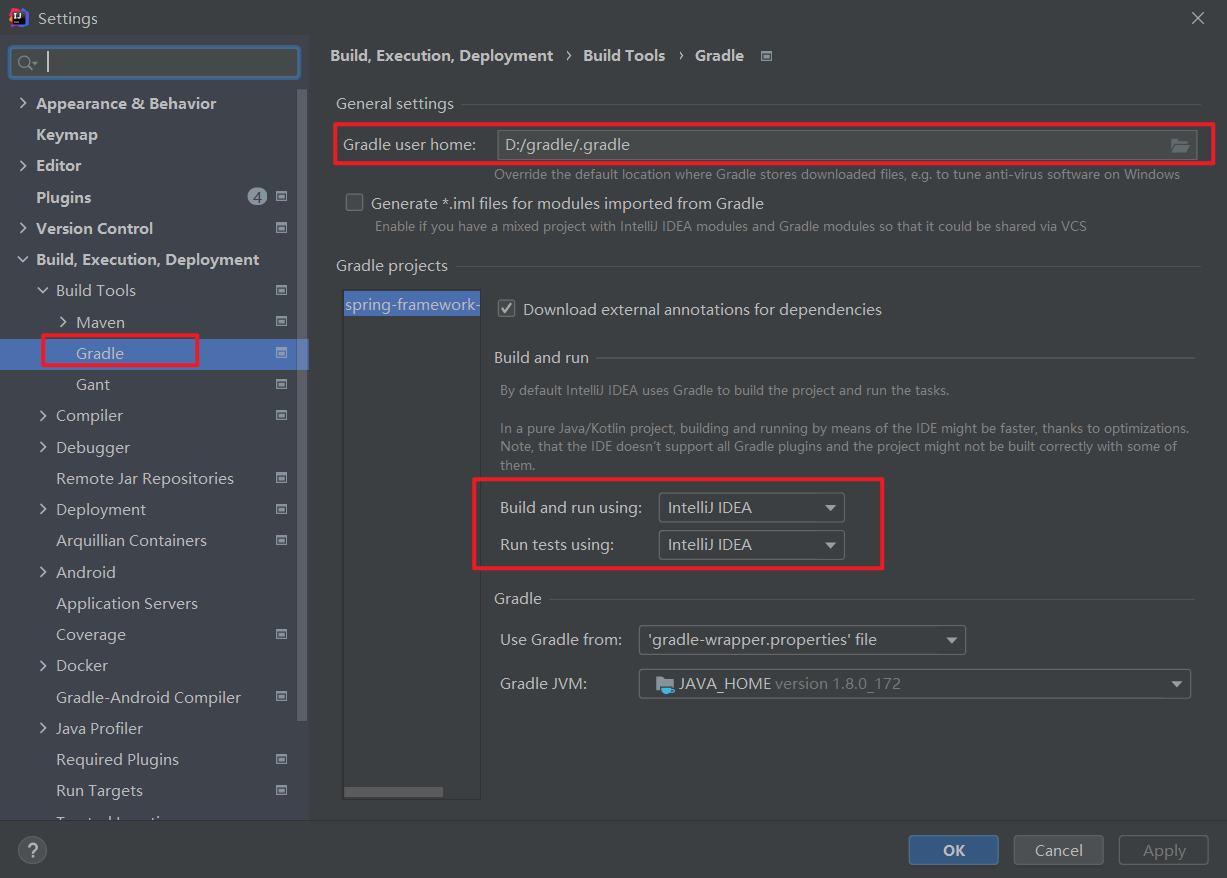 Settings
Build, Execution, Deployment › Build Tools › Gradle
Appearance & Behavior
Keymap
Editor
Plugins 4
Version Control
Build, Execution, Deployment
Build Tools
Maven
Gradle
Gant
Compiler
Debugger
Remote Jar Repositories
Deployment
Arquillian Containers
Android
Application Servers
Coverage
Docker
Gradle-Android Compiler
Java Profiler
Required Plugins
Run Targets
General settings
Gradle user home: D:/gradle/.gradle
Override the default location where Gradle stores downloaded files, e.g. to tune anti-virus software on Windows
Generate *.iml files for modules imported from Gradle
Enable if you have a mixed project with IntelliJ IDEA modules and Gradle modules so that it could be shared via VCS
Gradle projects
spring-framework-
Download external annotations for dependencies
Build and run
By default IntelliJ IDEA uses Gradle to build the project and run the tasks.
In a pure Java/Kotlin project, building and running by means of the IDE might be faster, thanks to optimizations.
Note, that the IDE doesn't support all Gradle plugins and the project might not be built correctly with some of
them.
Build and run using: IntelliJ IDEA
Run tests using: IntelliJ IDEA
Gradle
Use Gradle from: 'gradle-wrapper.properties' file
Gradle JVM: JAVA_HOME version 1.8.0_172
?
OK
Cancel
Apply